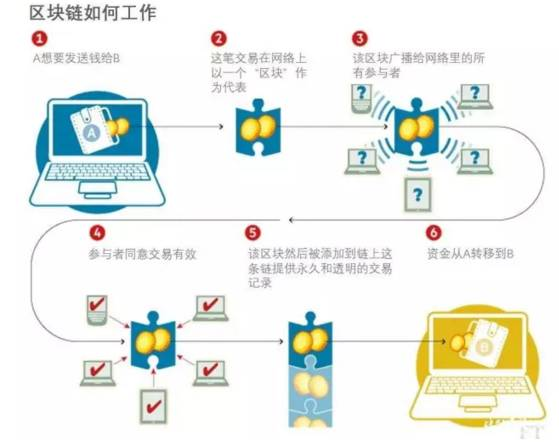 区块链如何工作
1
A想要发送钱给B
2
这笔交易在网络上
以一个“区块”作
为代表
3
该区块广播给网络里的所
有参与者
A
?
?
?
?
?
4
参与者同意交易有效
5
该区块然后被添加到链上这
条链提供永久和透明的交易
记录
6
资金从A转移到B
B
FT